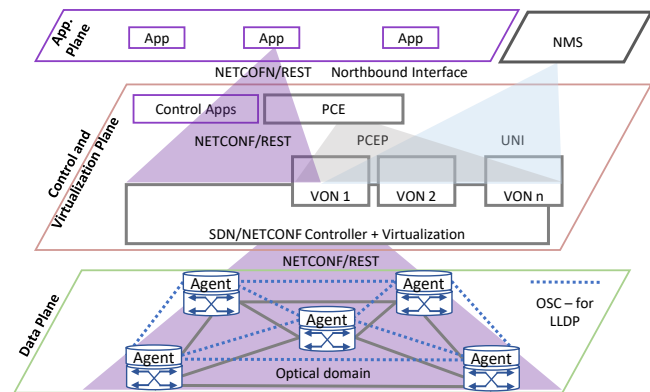 App.
Plane
App
App
App
NMS
NETCOFN/REST
Northbound Interface
Control and
Virtualization Plane
Control Apps
PCE
NETCONF/REST
PCEP
UNI
VON 1
VON 2
VON n
SDN/NETCONF Controller + Virtualization
NETCONF/REST
Data Plane
Agent
Agent
Agent
Agent
Agent
OSC – for
LLDP
Optical domain